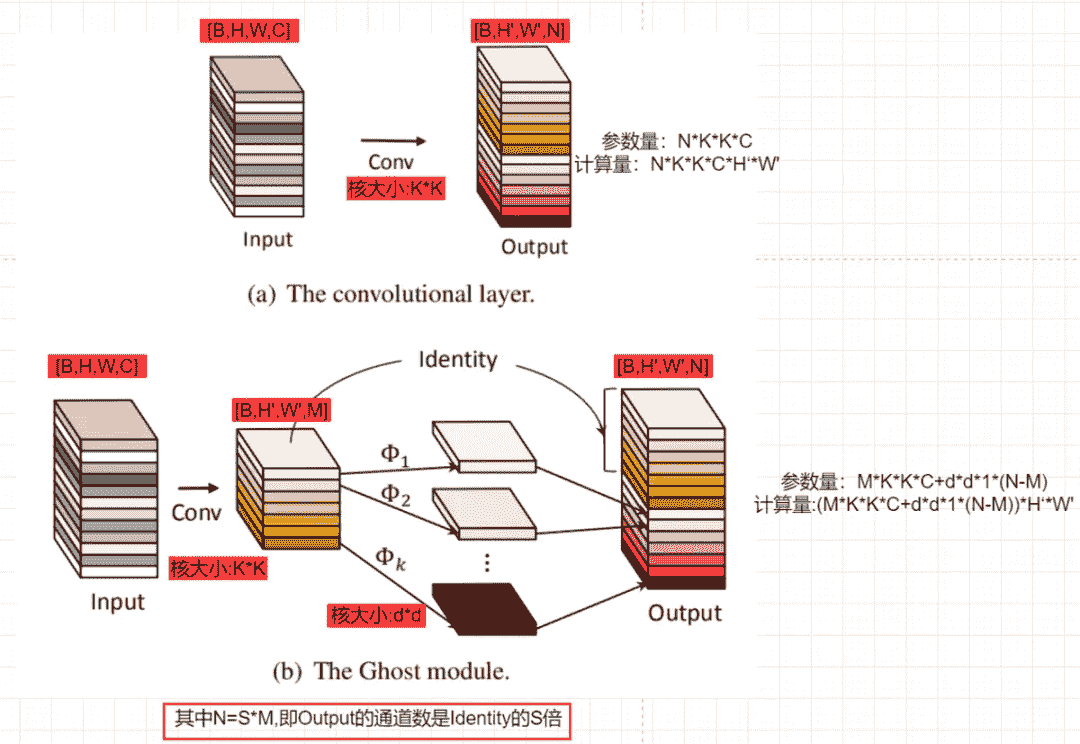 [B,H,W,C]
[B,H',W',N]
Conv
核大小:K*K
参数量：N*K*K*C
计算量：N*K*K*C*H'*W'
Input
Output
(a) The convolutional layer.
Identity
[B,H,W,C]
[B,H',W',N]
[B,H',W',M]
Φ1
Φ2
Φk
Conv
核大小:K*K
核大小:d*d
⋮
参数量：M*K*K*C+d*d*1*(N-M)
计算量:(M*K*K*C+d*d*1*(N-M))*H'*W'
Input
Output
(b) The Ghost module.
其中N=S*M,即Output的通道数是Identity的S倍